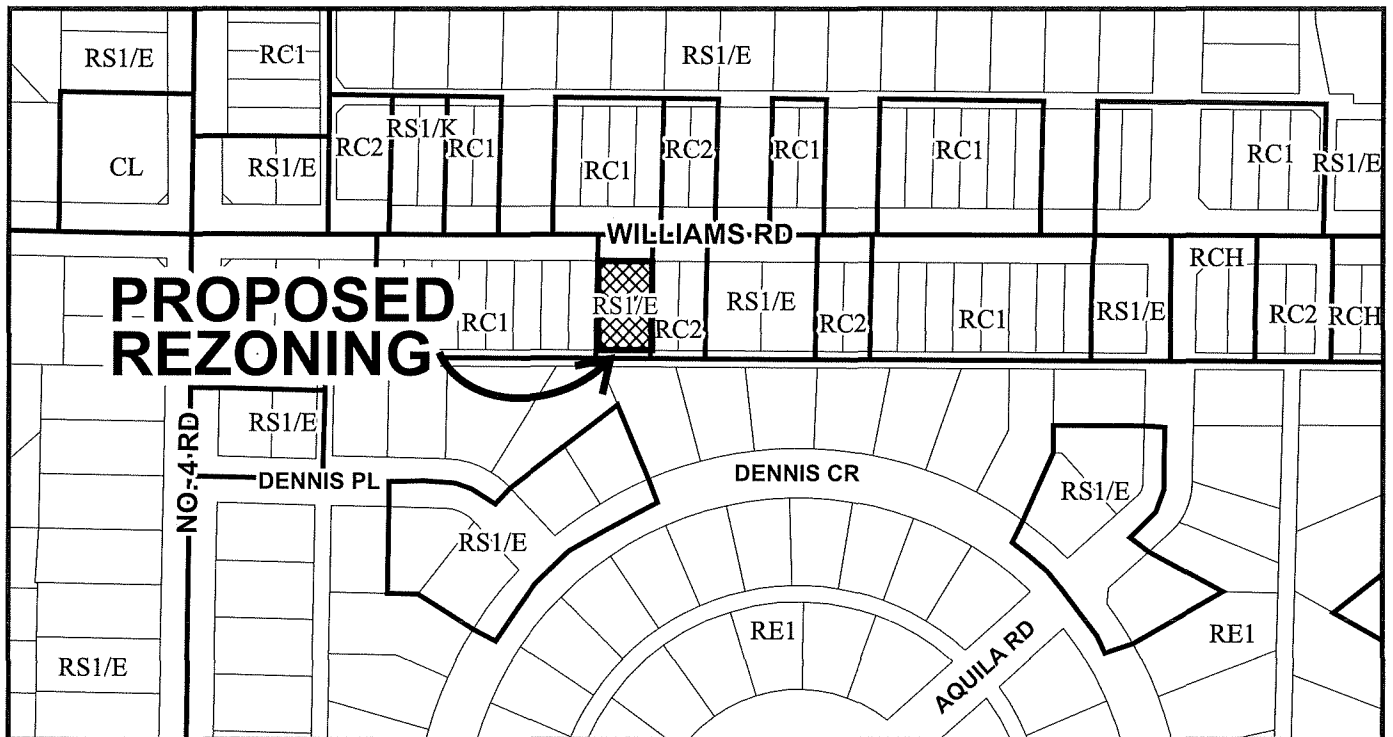 RS1/E
RC1
RS1/E
CL
RS1/E
RC2
RS1/K
RC1
RC1
RC2
RC1
RC1
RC1
RS1/E
WILLIAMS RD
PROPOSED
REZONING
RC1
RS1/E
RC2
RS1/E
RC2
RC1
RS1/E
RCH
RC2
RCH
NO. 4 RD
RS1/E
DENNIS PL
DENNIS CR
RS1/E
RS1/E
RS1/E
RE1
AQUILA RD
RE1